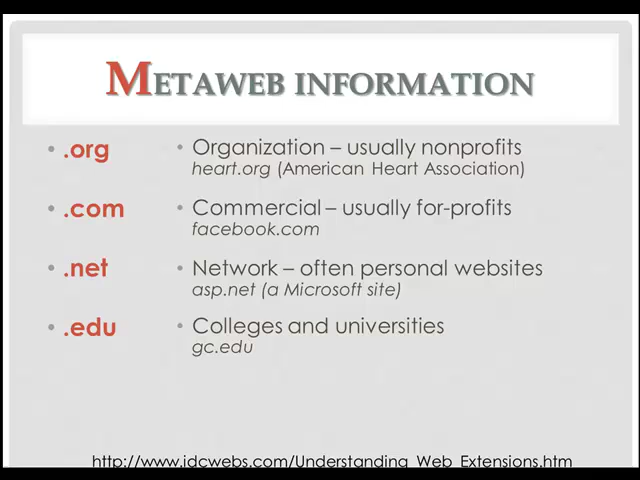 METAWEB INFORMATION
• .org
• Organization – usually nonprofits
heart.org (American Heart Association)
• .com
• Commercial – usually for-profits
facebook.com
• .net
• Network – often personal websites
asp.net (a Microsoft site)
• .edu
• Colleges and universities
gc.edu
http://www.idcwebs.com/Understanding_Web_Extensions.htm